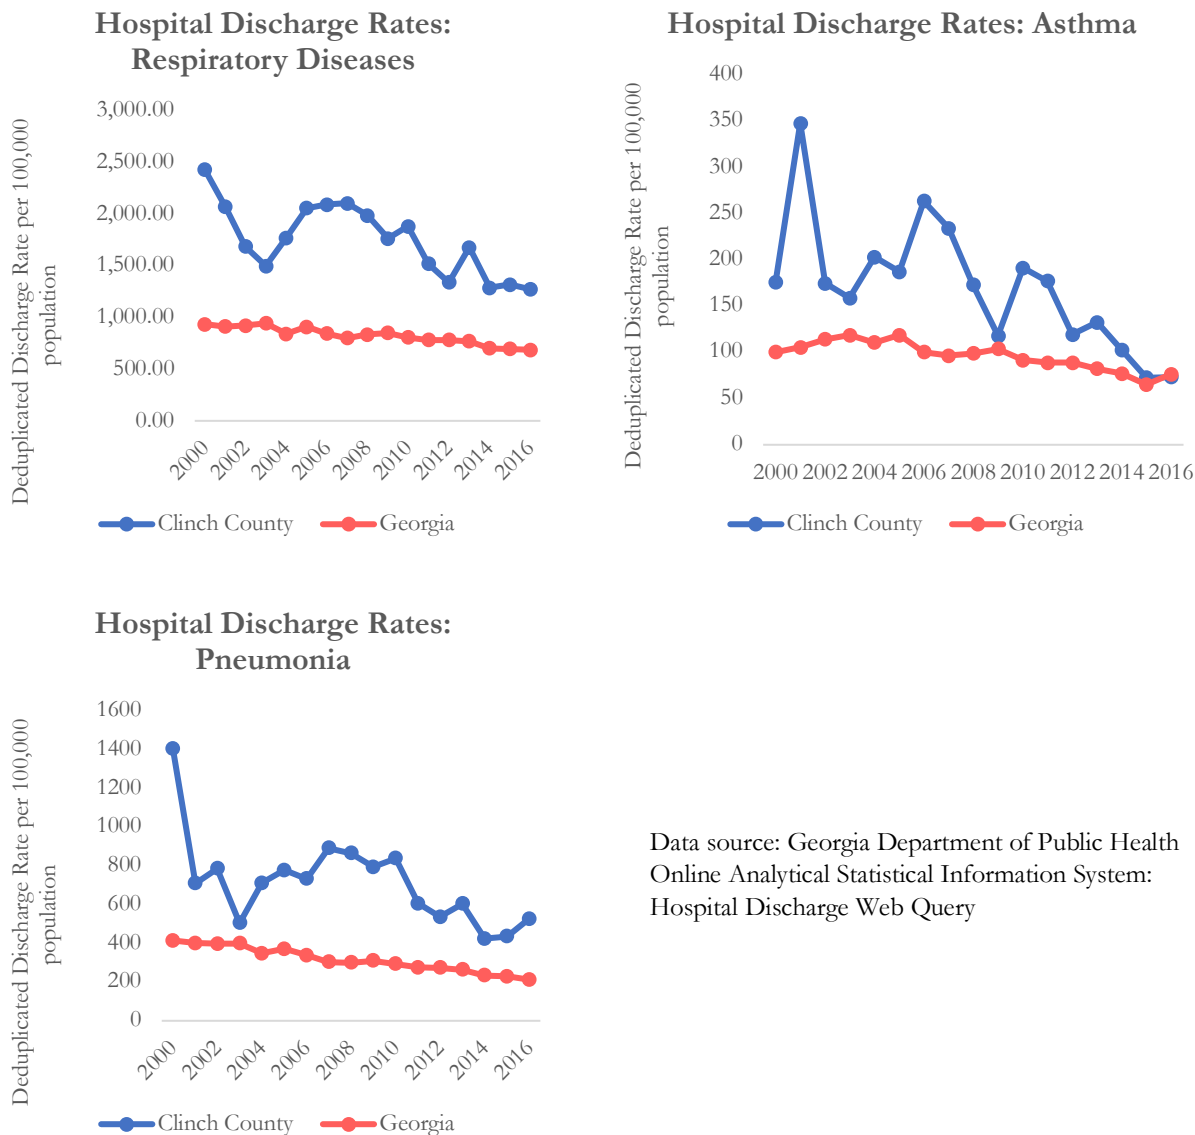 Hospital Discharge Rates:
Respiratory Diseases
Deduplicated Discharge Rate per 100,000
population
3,000.00
2,500.00
2,000.00
1,500.00
1,000.00
500.00
0.00
2000 2002 2004 2006 2008 2010 2012 2014 2016
Clinch County Georgia
Hospital Discharge Rates: Asthma
Deduplicated Discharge Rate per 100,000
population
400
350
300
250
200
150
100
50
0
2000 2002 2004 2006 2008 2010 2012 2014 2016
Clinch County Georgia
Hospital Discharge Rates:
Pneumonia
Deduplicated Discharge Rate per 100,000
population
1600
1400
1200
1000
800
600
400
200
0
2000 2002 2004 2006 2008 2010 2012 2014 2016
Clinch County Georgia
Data source: Georgia Department of Public Health
Online Analytical Statistical Information System:
Hospital Discharge Web Query